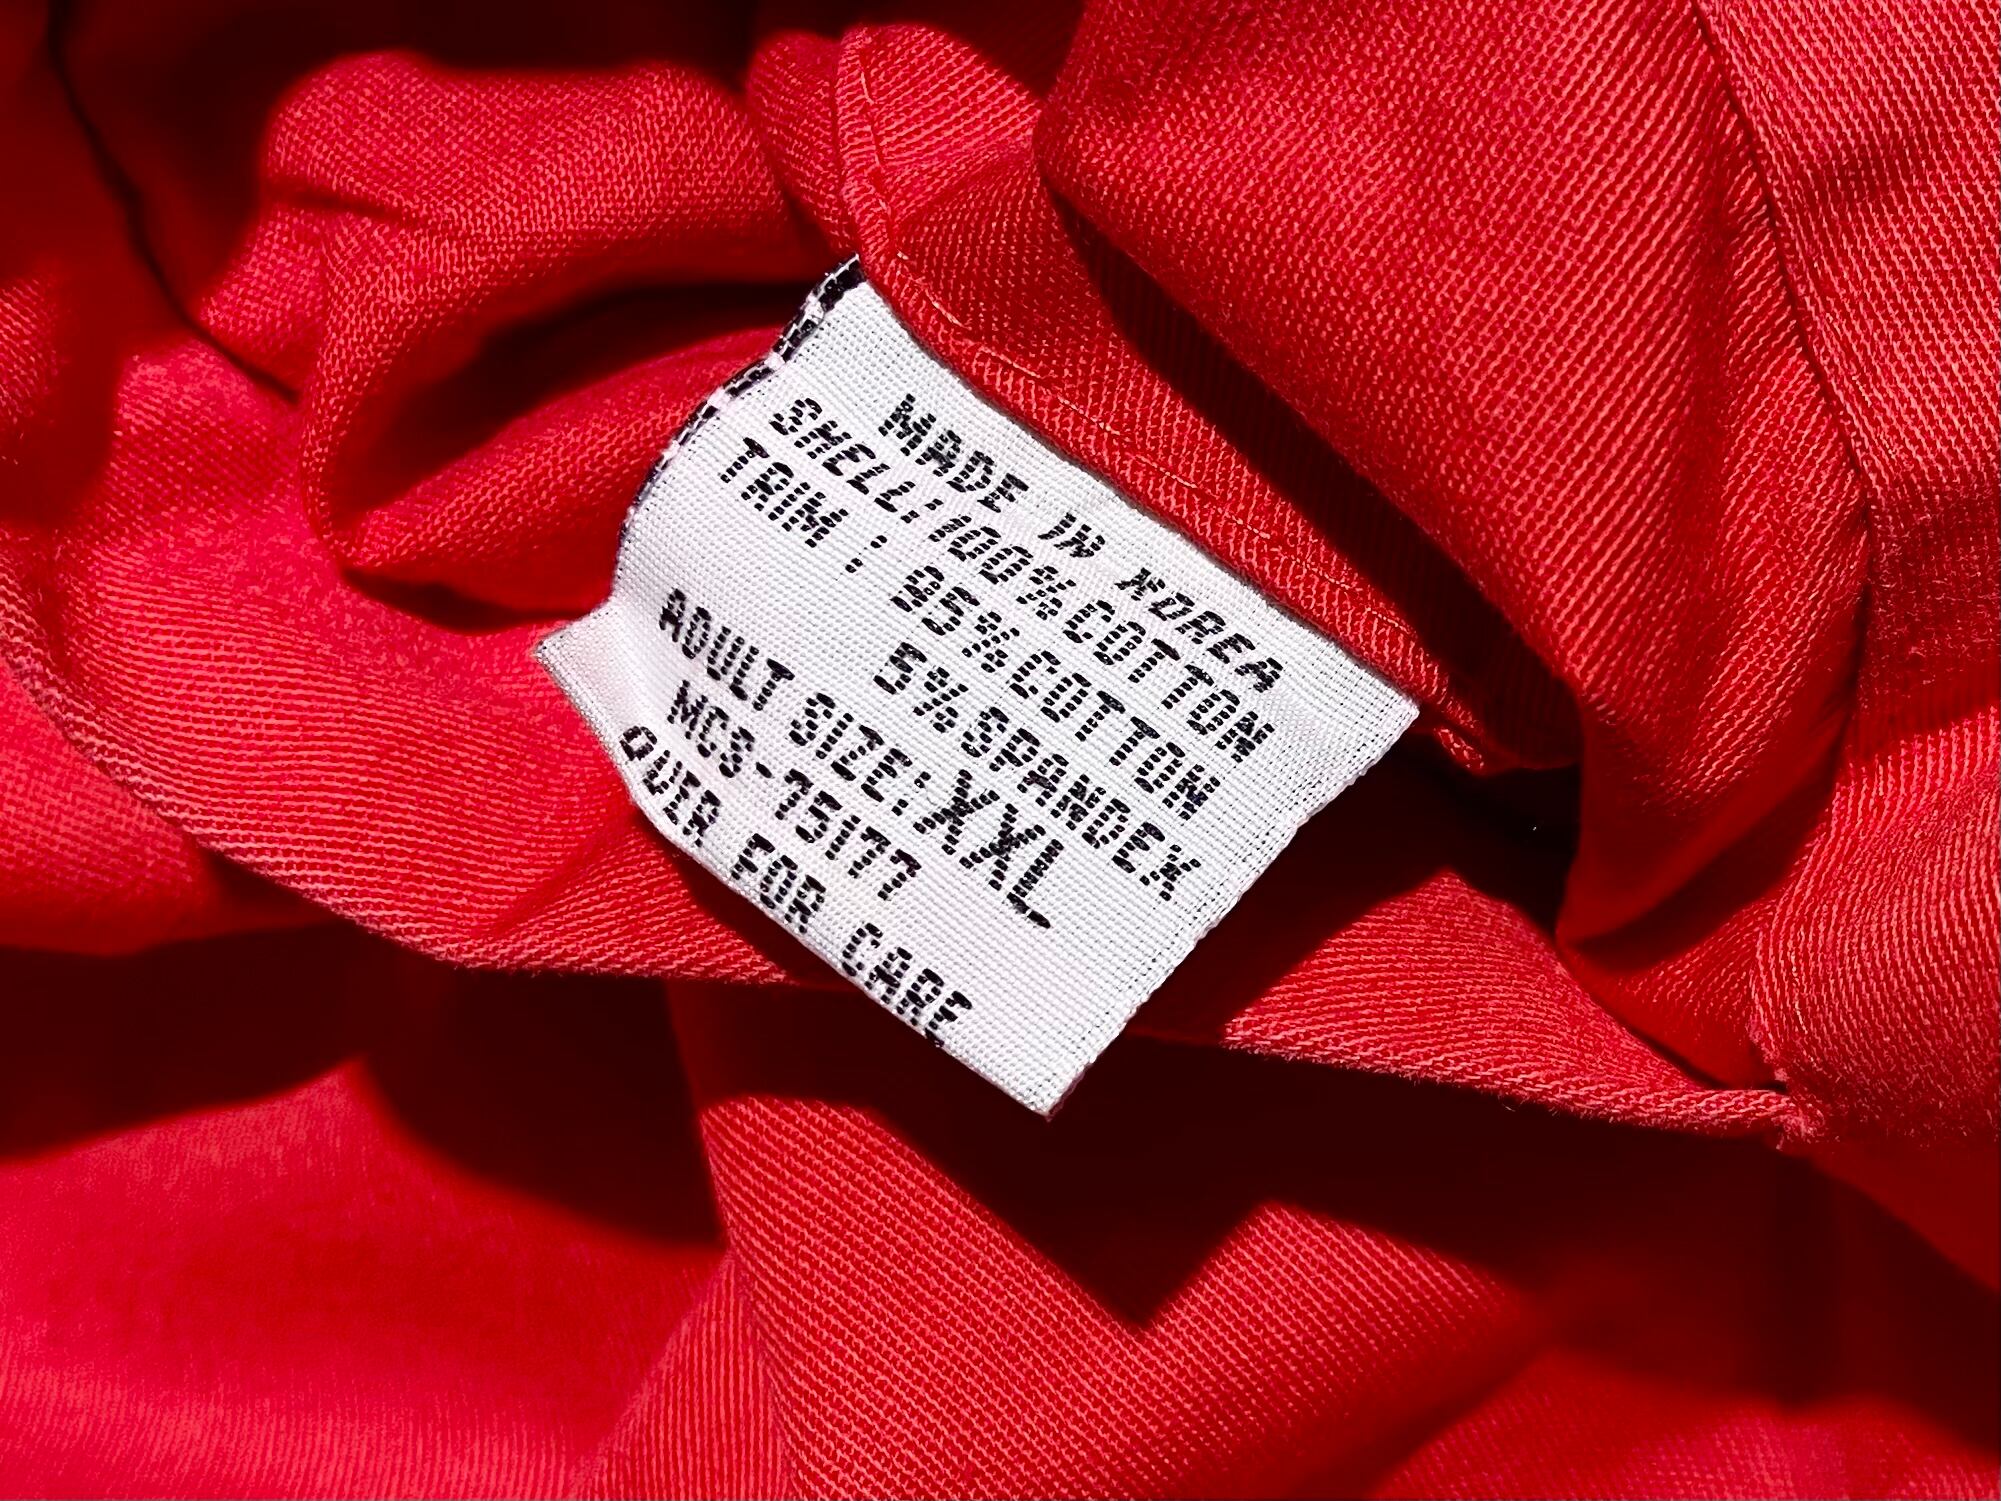 MADE IN KOREA
SHELL:100%COTTON
TRIM : 95%COTTON
5%SPANDEX
ADULT SIZE:XXL
MCS-75177
OVER FOR CARE